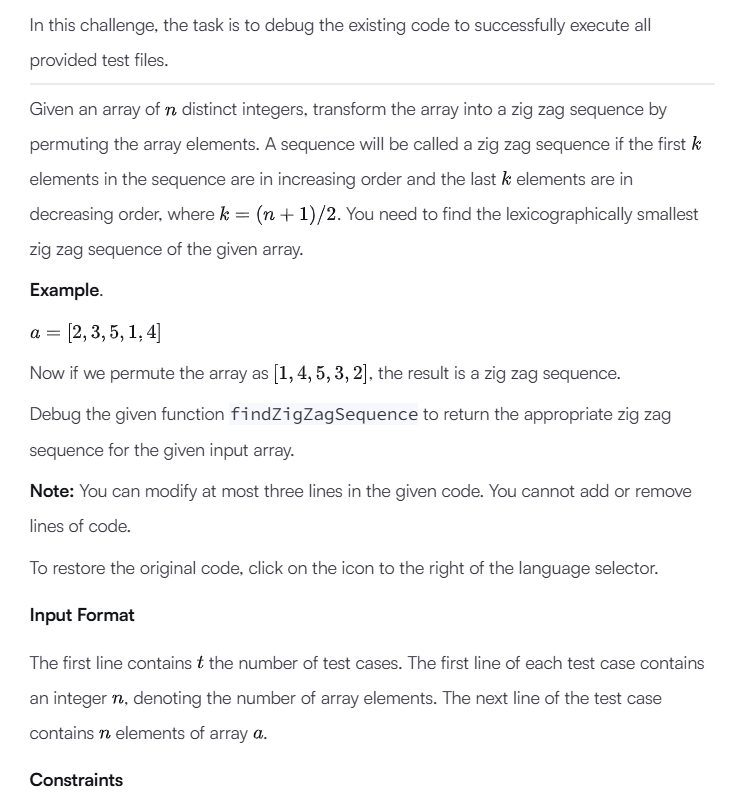 In this challenge, the task is to debug the existing code to successfully execute all
provided test files.
Given an array of n distinct integers, transform the array into a zig zag sequence by
permuting the array elements. A sequence will be called a zig zag sequence if the first k
elements in the sequence are in increasing order and the last k elements are in
decreasing order, where k = (n + 1)/2. You need to find the lexicographically smallest
zig zag sequence of the given array.
Example.
a = [2, 3, 5, 1, 4]
Now if we permute the array as [1, 4, 5, 3, 2], the result is a zig zag sequence.
Debug the given function findZigZagSequence to return the appropriate zig zag
sequence for the given input array.
Note: You can modify at most three lines in the given code. You cannot add or remove
lines of code.
To restore the original code, click on the icon to the right of the language selector.
Input Format
The first line contains t the number of test cases. The first line of each test case contains
an integer n, denoting the number of array elements. The next line of the test case
contains n elements of array a.
Constraints